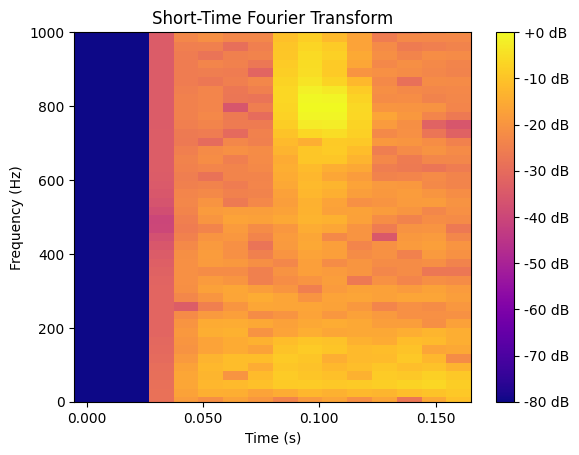 Short-Time Fourier Transform
1000
800
600
400
200
0
Frequency (Hz)
0.000
0.050
0.100
0.150
Time (s)
+0 dB
-10 dB
-20 dB
-30 dB
-40 dB
-50 dB
-60 dB
-70 dB
-80 dB